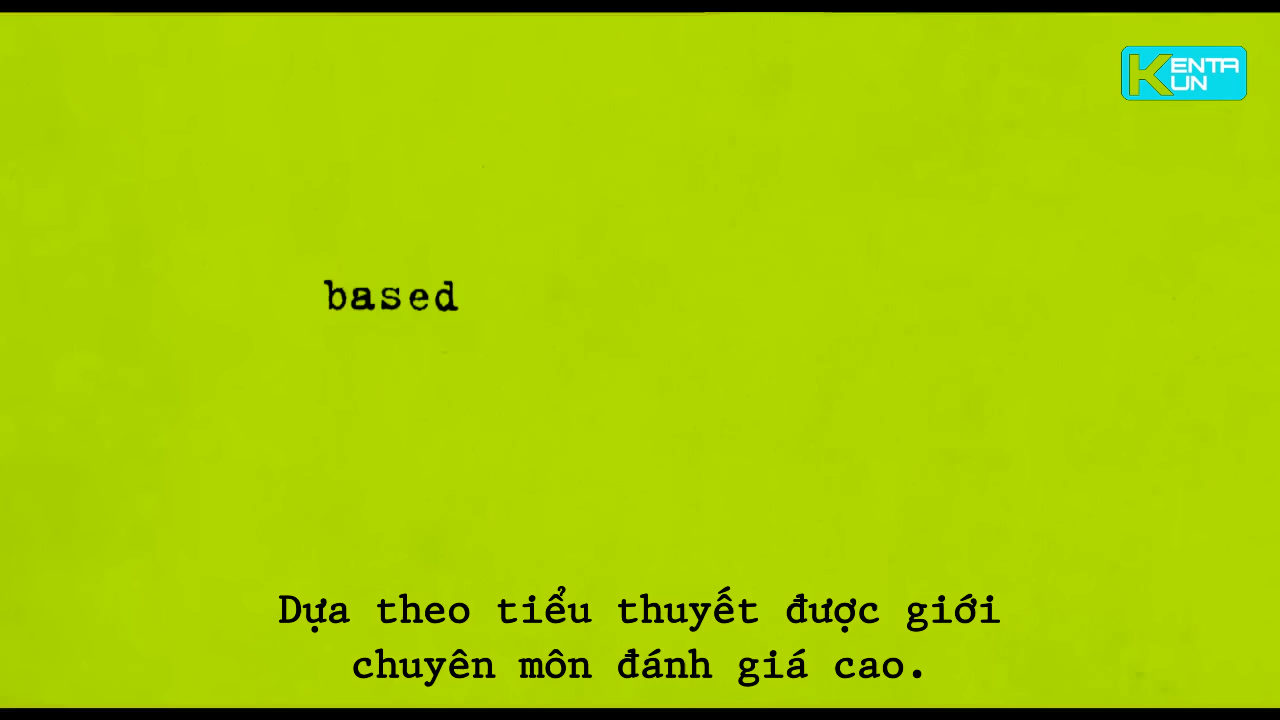 KENTA
KUN
based
Dựa theo tiểu thuyết được giới
chuyên môn đánh giá cao.